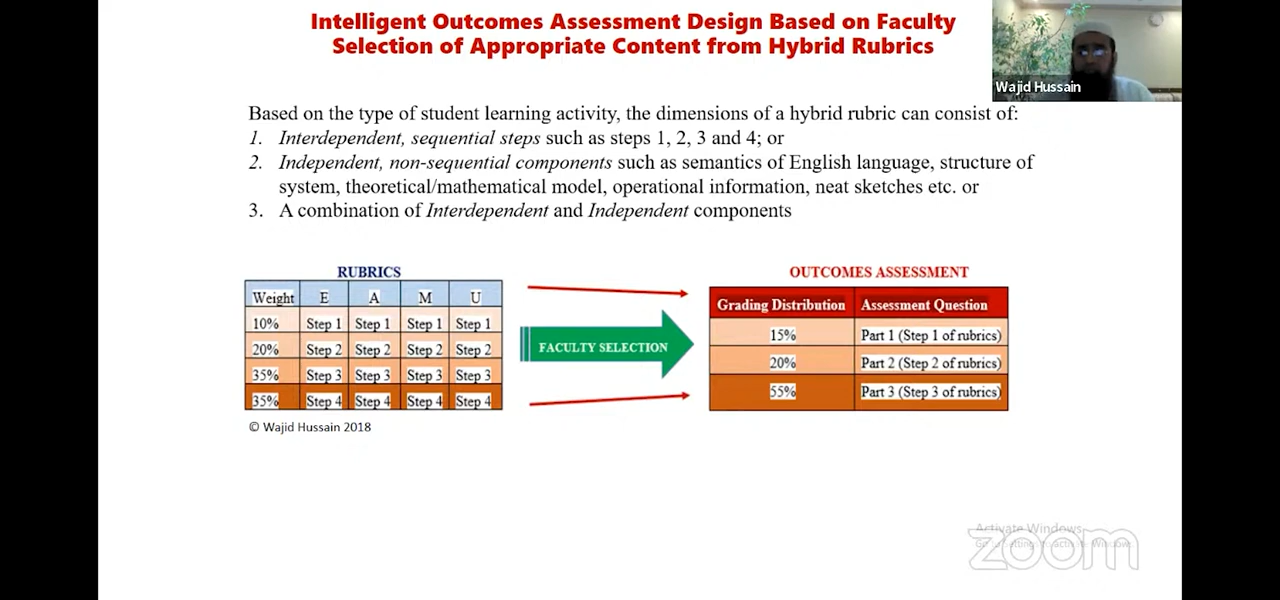 Intelligent Outcomes Assessment Design Based on Faculty
Selection of Appropriate Content from Hybrid Rubrics
Wajid Hussain
Based on the type of student learning activity, the dimensions of a hybrid rubric can consist of:
1. Interdependent, sequential steps such as steps 1, 2, 3 and 4; or
2. Independent, non-sequential components such as semantics of English language, structure of
system, theoretical/mathematical model, operational information, neat sketches etc. or
3. A combination of Interdependent and Independent components
RUBRICS
Weight E A M U
10% Step 1 Step 1 Step 1 Step 1
20% Step 2 Step 2 Step 2 Step 2
35% Step 3 Step 3 Step 3 Step 3
35% Step 4 Step 4 Step 4 Step 4
© Wajid Hussain 2018
FACULTY SELECTION
OUTCOMES ASSESSMENT
Grading Distribution Assessment Question
15% Part 1 (Step 1 of rubrics)
20% Part 2 (Step 2 of rubrics)
55% Part 3 (Step 3 of rubrics)
Activate Windows
Go to Settings to activate Windows.
zoom